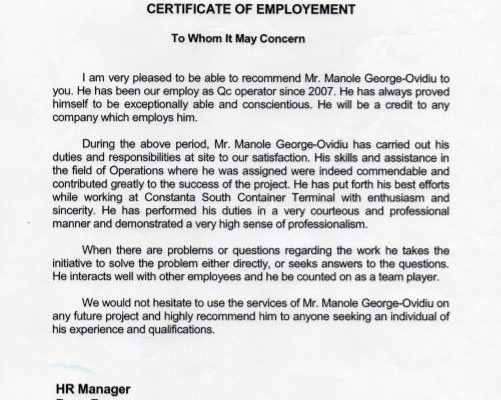 CERTIFICATE OF EMPLOYEMENT
To Whom It May Concern
I am very pleased to be able to recommend Mr. Manole George-Ovidiu to
you. He has been our employ as Qc operator since 2007. He has always proved
himself to be exceptionally able and conscientious. He will be a credit to any
company which employs him.
During the above period, Mr. Manole George-Ovidiu has carried out his
duties and responsibilities at site to our satisfaction. His skills and assistance in
the field of Operations where he was assigned were indeed commendable and
contributed greatly to the success of the project. He has put forth his best efforts
while working at Constanta South Container Terminal with enthusiasm and
sincerity. He has performed his duties in a very courteous and professional
manner and demonstrated a very high sense of professionalism.
When there are problems or questions regarding the work he takes the
initiative to solve the problem either directly, or seeks answers to the questions.
He interacts well with other employees and he be counted on as a team player.
We would not hesitate to use the services of Mr. Manole George-Ovidiu on
any future project and highly recommend him to anyone seeking an individual of
his experience and qualifications.
HR Manager